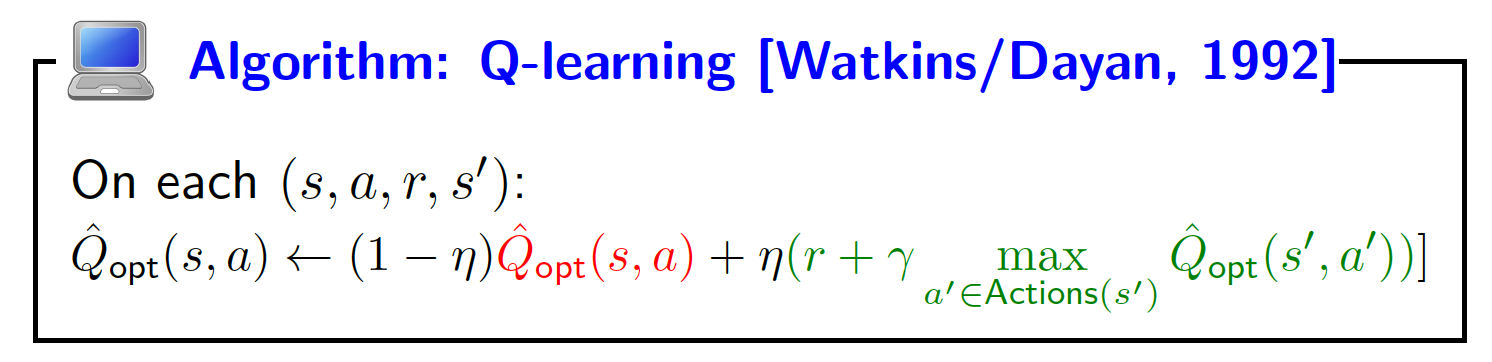 Algorithm: Q-learning [Watkins/Dayan, 1992]
On each (s, a, r, s′):
Q̂opt(s, a) ← (1 − η)Q̂opt(s, a) + η(r + γ max a′∈Actions(s′) Q̂opt(s′, a′))]